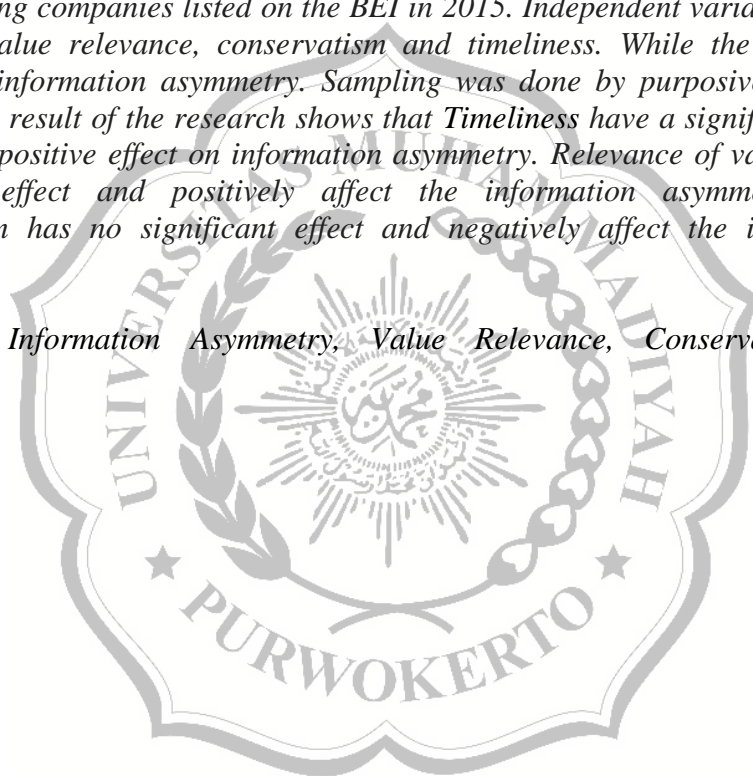 ng companies listed on the BEI in 2015. Independent varia
alue relevance, conservatism and timeliness. While the
information asymmetry. Sampling was done by purposiv
result of the research shows that Timeliness have a signif
positive effect on information asymmetry. Relevance of va
effect and positively affect the information asymm
n has no significant effect and negatively affect the i
Information Asymmetry, Value Relevance, Conserv
UNIVERSITAS MUHAMMADIYAH
PURWOKERTO
محمد